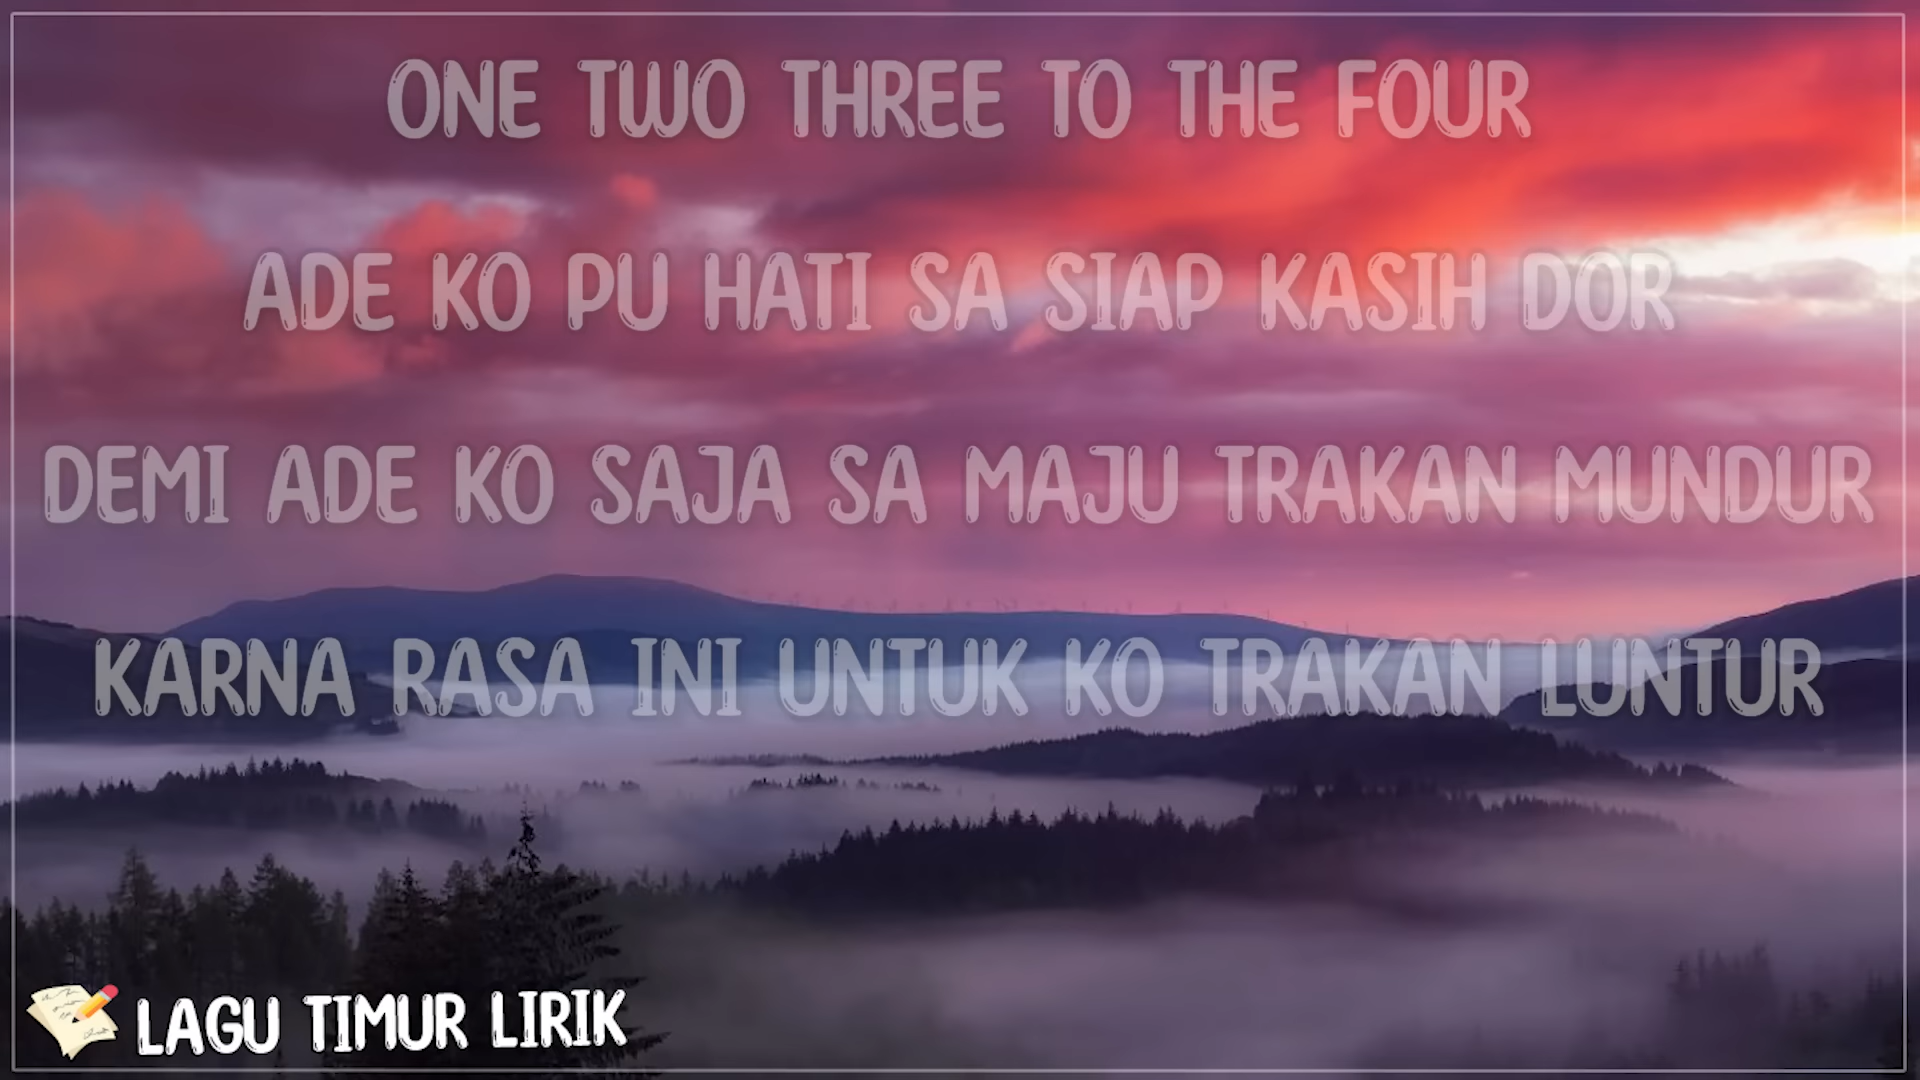 ONE TWO THREE TO THE FOUR
ADE KO PU HATI SA SIAP KASIH DOR
DEMI ADE KO SAJA SA MAJU TRAKAN MUNDUR
KARNA RASA INI UNTUK KO TRAKAN LUNTUR
LAGU TIMUR LIRIK